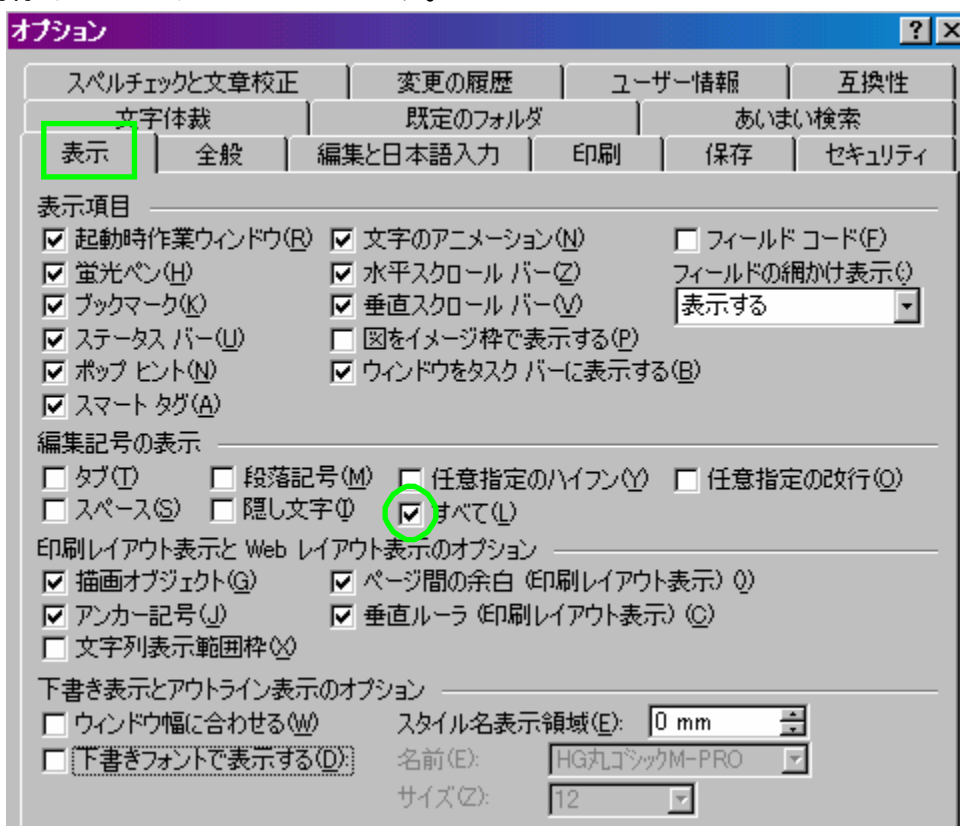 オプション
スペルチェックと文章校正 変更の履歴 ユーザー情報 互換性
文字体裁 既定のフォルダ あいまい検索
表示 全般 編集と日本語入力 印刷 保存 セキュリティ
表示項目
起動時作業ウィンドウ(R) 文字のアニメーション(N) フィールド コード(F)
蛍光ペン(H) 水平スクロール バー(Z) フィールドの網かけ表示(:)
ブックマーク(K) 垂直スクロール バー(V) 表示する
ステータス バー(U) 図をイメージ枠で表示する(P)
ポップ ヒント(N) ウィンドウをタスク バーに表示する(B)
スマート タグ(A)
編集記号の表示
タブ(T) 段落記号(M) 任意指定のハイフン(Y) 任意指定の改行(O)
スペース(S) 隠し文字(I) すべて(L)
印刷レイアウト表示と Web レイアウト表示のオプション
描画オブジェクト(G) ページ間の余白 (印刷レイアウト表示) (I)
アンカー記号(J) 垂直ルーラ (印刷レイアウト表示) (C)
文字列表示範囲枠(X)
下書き表示とアウトライン表示のオプション
ウィンドウ幅に合わせる(W) スタイル名表示領域(E): 0 mm
下書きフォントで表示する(D): 名前(E): HG丸ゴシックM-PRO
サイズ(Z): 12